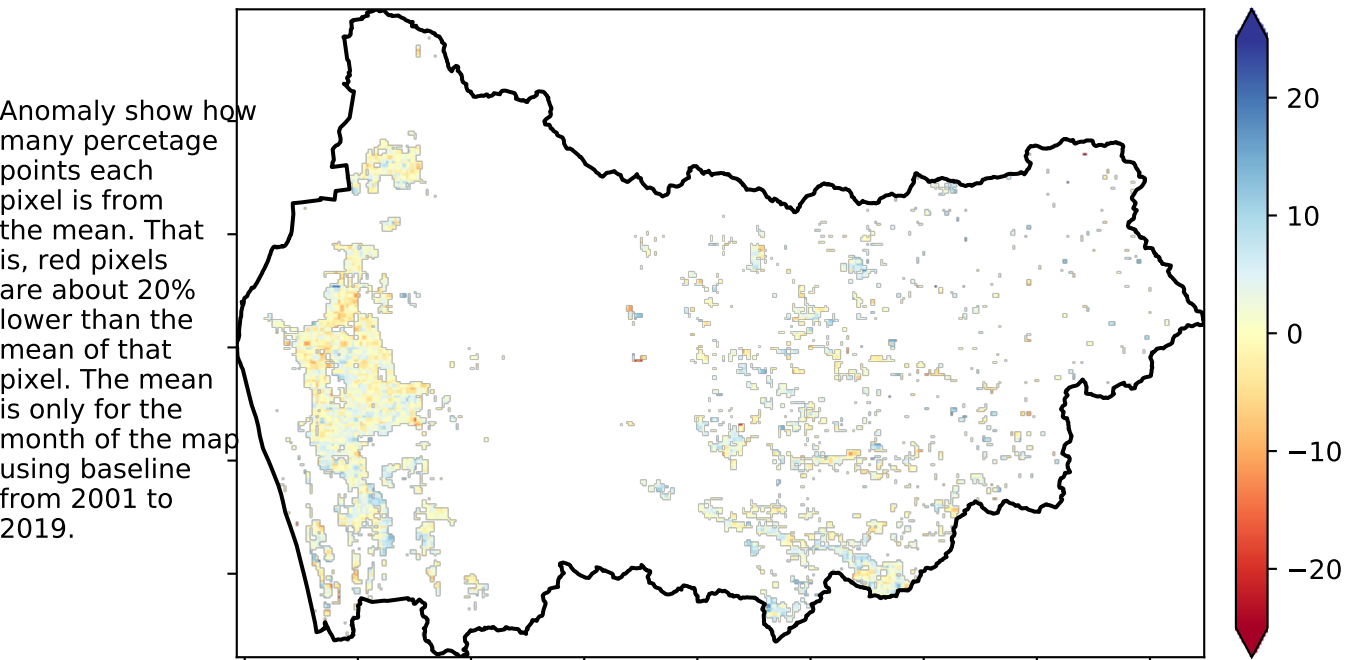 Anomaly show how
many percetage
points each
pixel is from
the mean. That
is, red pixels
are about 20%
lower than the
mean of that
pixel. The mean
is only for the
month of the map
using baseline
from 2001 to
2019.
20
10
0
−10
−20